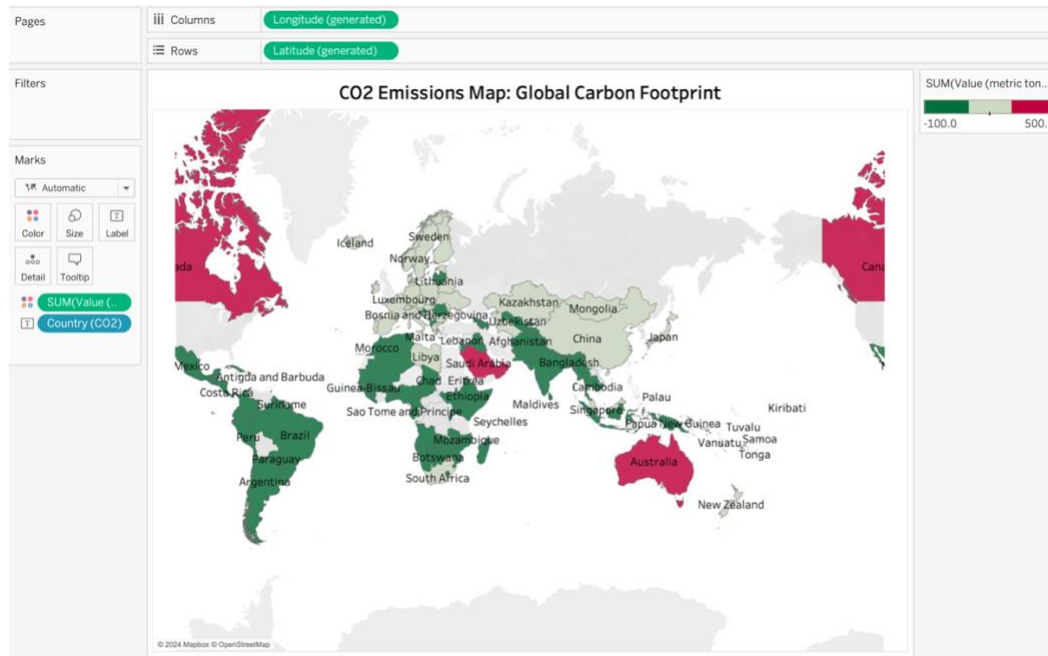 Pages
Columns
Longitude (generated)
Rows
Latitude (generated)
Filters
CO2 Emissions Map: Global Carbon Footprint
SUM(Value (metric ton..
-100.0
500.
Marks
Automatic
Color
Size
Label
Detail
Tooltip
SUM(Value (..
Country (CO2)
Iceland
Sweden
Norway
Lithuania
ada
Cana
Luxembourg
Kazakhstan
Mongolia
Bosnia and Herzegovina
Uzbekistan
Malta
Lebanon
Afghanistan
China
Japan
Morocco
Libya
Saudi Arabia
Bangladesh
Mexico
Antigua and Barbuda
Guinea-Bissau
Chad
Eritrea
Cambodia
Costa Rica
Ethiopia
Maldives
Palau
Suriname
Sao Tome and Principe
Singapore
Kiribati
Seychelles
Papua New Guinea
Tuvalu
Peru
Brazil
Mozambique
Vanuatu
Samoa
Paraguay
Botswana
Tonga
Australia
Argentina
South Africa
New Zealand
© 2024 Mapbox © OpenStreetMap